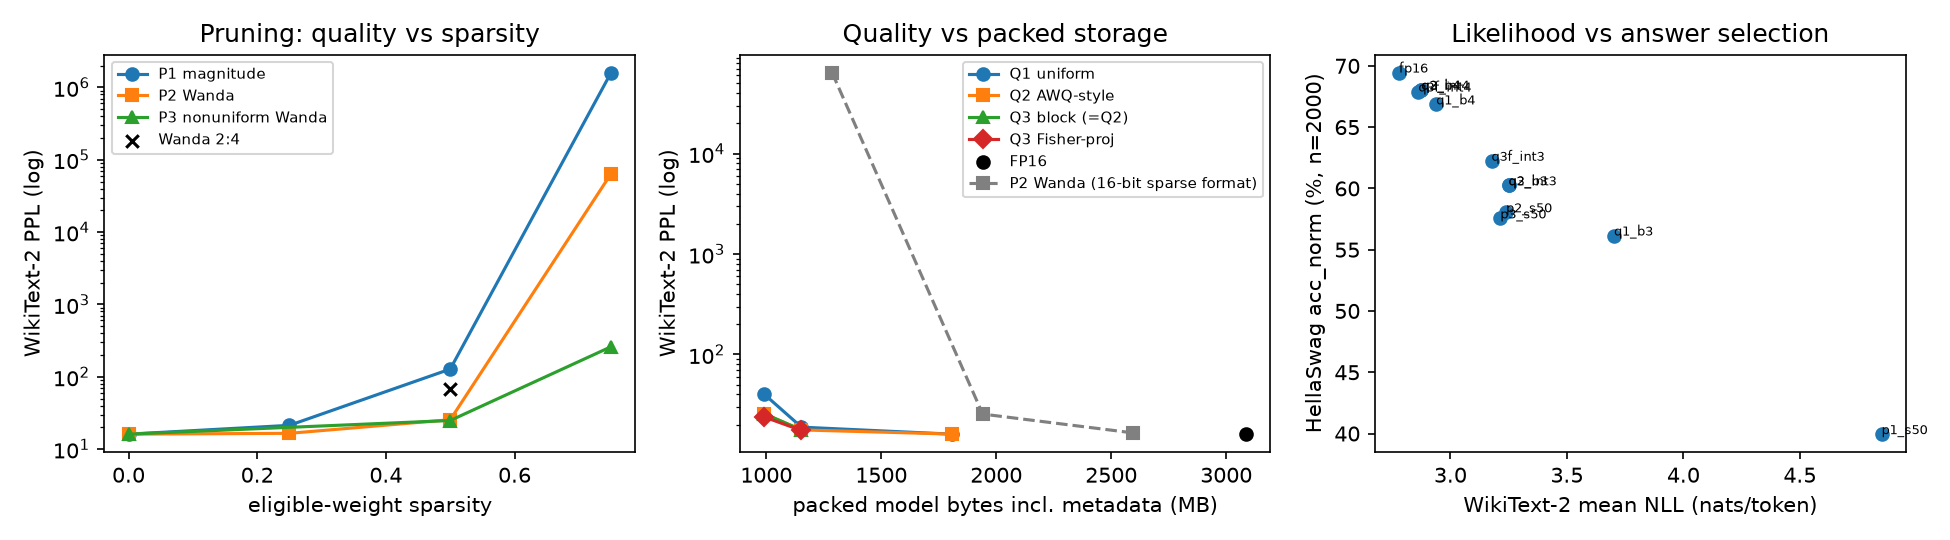 Pruning: quality vs sparsity
WikiText-2 PPL (log)
10^6
10^5
10^4
10^3
10^2
10^1
P1 magnitude
P2 Wanda
P3 nonuniform Wanda
Wanda 2:4
0.0 0.2 0.4 0.6
eligible-weight sparsity
Quality vs packed storage
WikiText-2 PPL (log)
10^4
10^3
10^2
Q1 uniform
Q2 AWQ-style
Q3 block (=Q2)
Q3 Fisher-proj
FP16
P2 Wanda (16-bit sparse format)
1000 1500 2000 2500 3000
packed model bytes incl. metadata (MB)
Likelihood vs answer selection
HellaSwag acc_norm (%, n=2000)
70
65
60
55
50
45
40
fp16
q1_b4
q3f_int3
p2_s50
p3_s50
q1_b3
p1_s50
3.0 3.5 4.0 4.5
WikiText-2 mean NLL (nats/token)